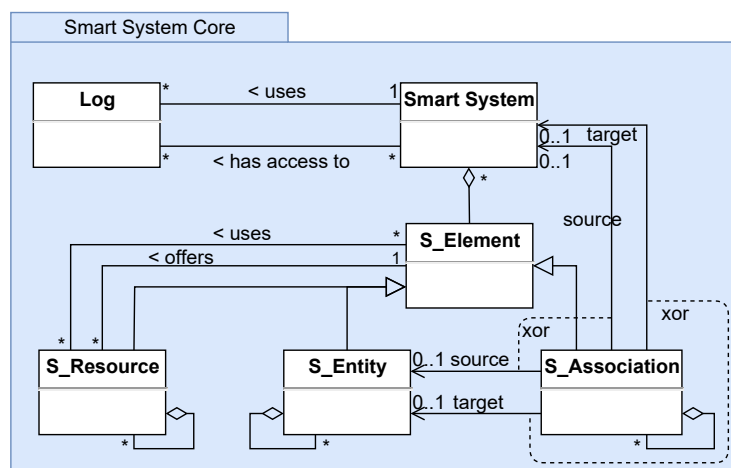 Smart System Core
Log
* < uses 1
Smart System
* < has access to *
0..1 target
0..1
*
source
< uses *
S_Element
< offers 1
xor
xor
* *
S_Resource
S_Entity
0..1 source
S_Association
0..1 target
* * *